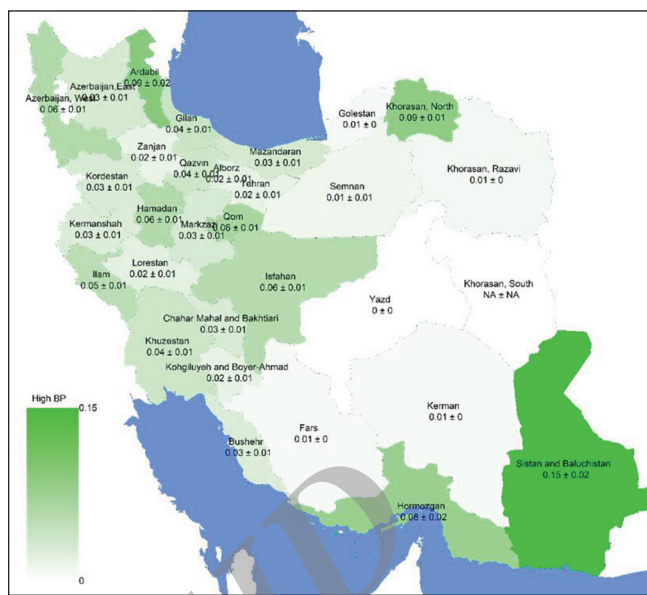 Ardabil
0.09 ± 0.02
Azerbaijan,East
0.03 ± 0.01
Azerbaijan, West
0.06 ± 0.01
Gilan
0.04 ± 0.01
Golestan
0.01 ± 0
Khorasan, North
0.09 ± 0.01
Zanjan
0.02 ± 0.01
Qazvin
0.04 ± 0.01
Alborz
0.02 ± 0.01
Mazandaran
0.03 ± 0.01
Tehran
0.02 ± 0.01
Semnan
0.01 ± 0.01
Khorasan, Razavi
0.01 ± 0
Kordestan
0.03 ± 0.01
Hamadan
0.06 ± 0.01
Kermanshah
0.03 ± 0.01
Markzaz
0.03 ± 0.01
Qom
± 0.01
Ilam
0.05 ± 0.01
Lorestan
0.02 ± 0.01
Isfahan
0.06 ± 0.01
Yazd
0 ± 0
Khorasan, South
NA ± NA
Chahar Mahal and Bakhtiari
0.03 ± 0.01
Khuzestan
0.04 ± 0.01
Kohgiluyeh and Boyer-Ahmad
0.02 ± 0.01
Fars
0.01 ± 0
Kerman
0.01 ± 0
Bushehr
0.03 ± 0.01
Hormozgan
0.08 ± 0.02
Sistan and Baluchistan
0.15 ± 0.02
High BP
0.15
0